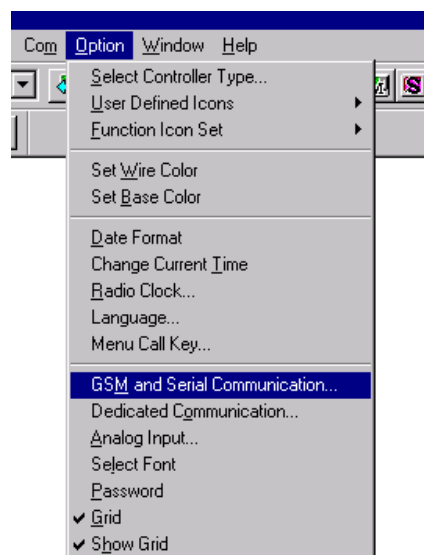 Com Option Window Help
Select Controller Type...
User Defined Icons
Function Icon Set
Set Wire Color
Set Base Color
Date Format
Change Current Time
Radio Clock...
Language...
Menu Call Key...
GSM and Serial Communication...
Dedicated Communication...
Analog Input...
Select Font
Password
Grid
Show Grid